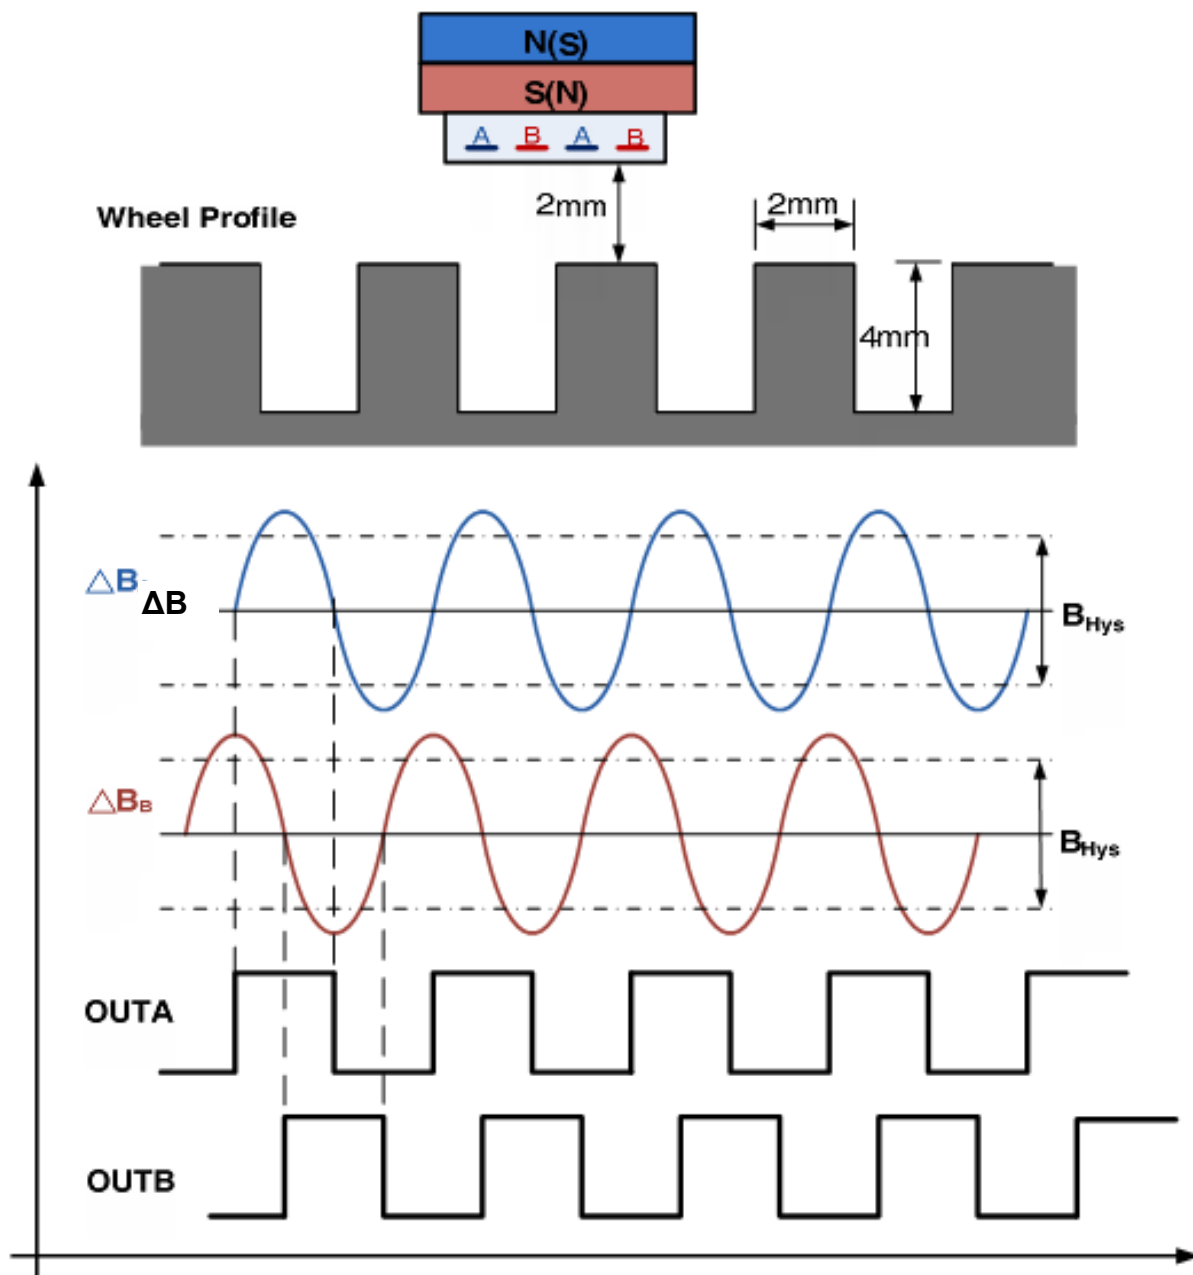 N(S)
S(N)
A B A B
2mm
2mm
Wheel Profile
4mm
△B
ΔB
BHys
△BB
BHys
OUTA
OUTB